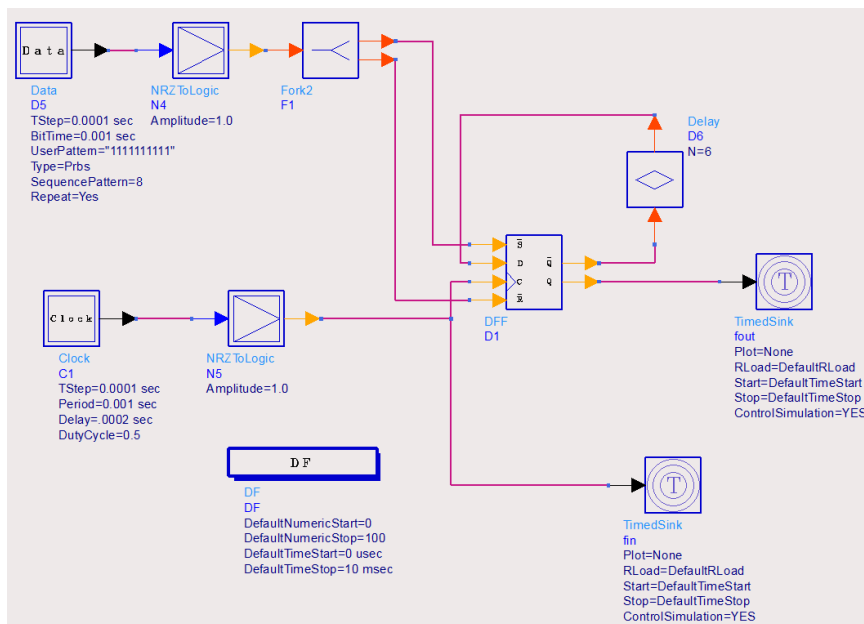 Data
Data
D5
TStep=0.0001 sec
BitTime=0.001 sec
UserPattern="1111111111"
Type=Prbs
SequencePattern=8
Repeat=Yes
NRZToLogic
N4
Amplitude=1.0
Fork2
F1
Delay
D6
N=6
S
D
C
R
Q
Q
DFF
D1
T
TimedSink
fout
Plot=None
RLoad=DefaultRLoad
Start=DefaultTimeStart
Stop=DefaultTimeStop
ControlSimulation=YES
Clock
Clock
C1
TStep=0.0001 sec
Period=0.001 sec
Delay=.0002 sec
DutyCycle=0.5
NRZToLogic
N5
Amplitude=1.0
DF
DF
DF
DefaultNumericStart=0
DefaultNumericStop=100
DefaultTimeStart=0 usec
DefaultTimeStop=10 msec
T
TimedSink
fin
Plot=None
RLoad=DefaultRLoad
Start=DefaultTimeStart
Stop=DefaultTimeStop
ControlSimulation=YES